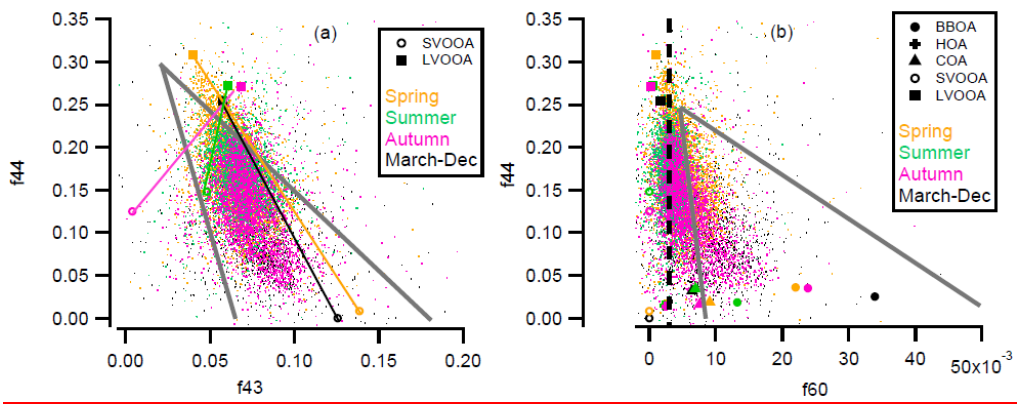 0.35
0.30
0.25
0.20
0.15
0.10
0.05
0.00
f44
(a)
SVOOA
LVOOA
Spring
Summer
Autumn
March-Dec
0.00 0.05 0.10 0.15 0.20
f43
0.35
0.30
0.25
0.20
0.15
0.10
0.05
0.00
f44
(b)
BBOA
HOA
COA
SVOOA
LVOOA
Spring
Summer
Autumn
March-Dec
0 10 20 30 40 50x10⁻³
f60